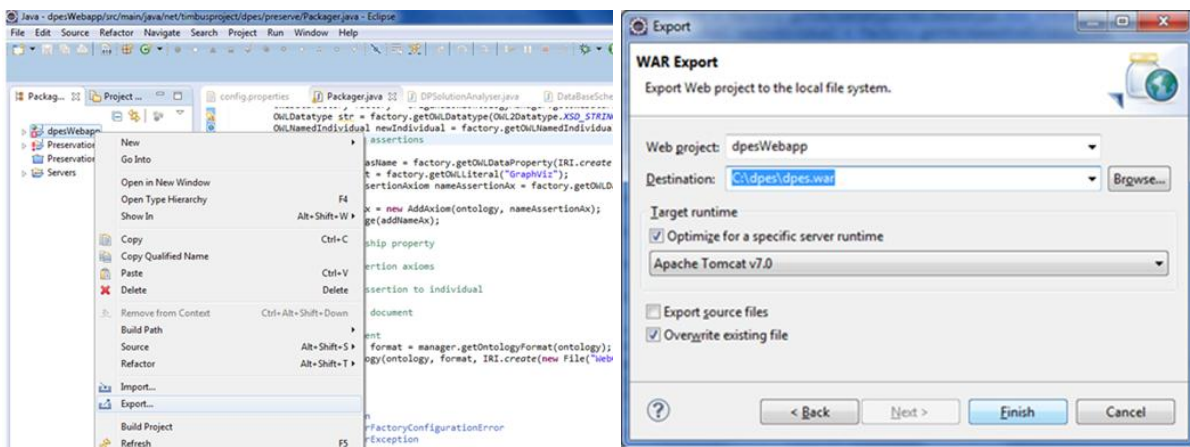 Java - dpesWebapp/src/main/java/net/timbusproject/dpes/preserve/Packager.java - Eclipse
File Edit Source Refactor Navigate Search Project Run Window Help
Packag... Project ...
config.properties Packager.java DPSolutionAnalyser.java DataBaseSche
dpesWebapp
Preservation
Preservation
Servers
OWLDatatype str = factory.getOWLDatatype(OWL2Datatype.XSD_STRIN
OWLNamedIndividual newIndividual = factory.getOWLNamedIndividua
assertions
asName = factory.getOWLDataProperty(IRI.create
t = factory.getOWLLiteral("GraphViz");
sertionAxiom nameAssertionAx = factory.getOWLDa
x = new AddAxiom(ontology, nameAssertionAx);
ge(addNameAx);
ship property
ertion axioms
ssertion to individual
document
ent
format = manager.getOntologyFormat(ontology);
ogy(ontology, format, IRI.create(new File("Web
n
rFactoryConfigurationError
rException
New
Go Into
Open in New Window
Open Type Hierarchy F4
Show In Alt+Shift+W
Copy Ctrl+C
Copy Qualified Name
Paste Ctrl+V
Delete Delete
Remove from Context Ctrl+Alt+Shift+Down
Build Path
Source Alt+Shift+S
Refactor Alt+Shift+T
Import...
Export...
Build Project
Refresh F5
Export
WAR Export
Export Web project to the local file system.
Web project: dpesWebapp
Destination: C:\dpes\dpes.war Browse...
Target runtime
Optimize for a specific server runtime
Apache Tomcat v7.0
Export source files
Overwrite existing file
< Back Next > Finish Cancel